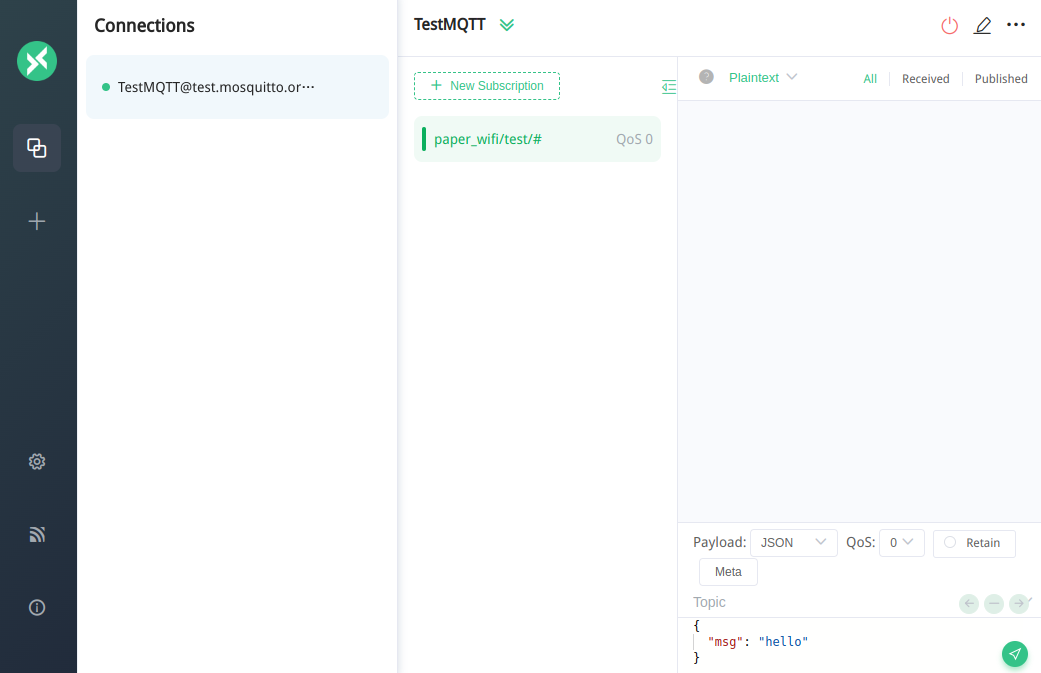 Connections
TestMQTT@test.mosquitto.or···
TestMQTT
+ New Subscription
paper_wifi/test/# QoS 0
Plaintext
All Received Published
Payload: JSON QoS: 0 Retain
Meta
Topic
{
"msg": "hello"
}